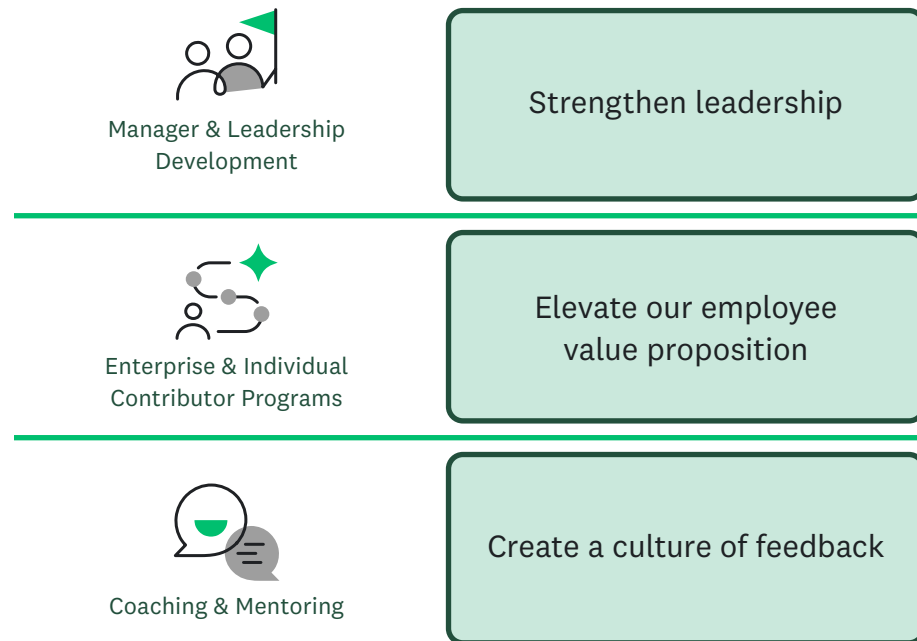 Manager & Leadership
Development
Strengthen leadership
Enterprise & Individual
Contributor Programs
Elevate our employee
value proposition
Coaching & Mentoring
Create a culture of feedback